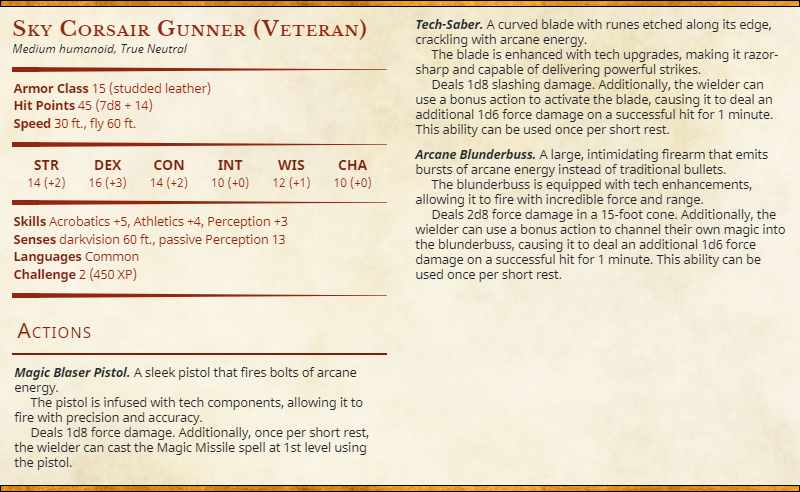 Sky Corsair Gunner (Veteran)
Medium humanoid, True Neutral
Armor Class 15 (studded leather)
Hit Points 45 (7d8 + 14)
Speed 30 ft., fly 60 ft.
STR DEX CON INT WIS CHA
14 (+2) 16 (+3) 14 (+2) 10 (+0) 12 (+1) 10 (+0)
Skills Acrobatics +5, Athletics +4, Perception +3
Senses darkvision 60 ft., passive Perception 13
Languages Common
Challenge 2 (450 XP)
Actions
Magic Blaser Pistol. A sleek pistol that fires bolts of arcane
energy.
The pistol is infused with tech components, allowing it to
fire with precision and accuracy.
Deals 1d8 force damage. Additionally, once per short rest,
the wielder can cast the Magic Missile spell at 1st level using
the pistol.
Tech-Saber. A curved blade with runes etched along its edge,
crackling with arcane energy.
The blade is enhanced with tech upgrades, making it razor-
sharp and capable of delivering powerful strikes.
Deals 1d8 slashing damage. Additionally, the wielder can
use a bonus action to activate the blade, causing it to deal an
additional 1d6 force damage on a successful hit for 1 minute.
This ability can be used once per short rest.
Arcane Blunderbuss. A large, intimidating firearm that emits
bursts of arcane energy instead of traditional bullets.
The blunderbuss is equipped with tech enhancements,
allowing it to fire with incredible force and range.
Deals 2d8 force damage in a 15-foot cone. Additionally, the
wielder can use a bonus action to channel their own magic into
the blunderbuss, causing it to deal an additional 1d6 force
damage on a successful hit for 1 minute. This ability can be
used once per short rest.